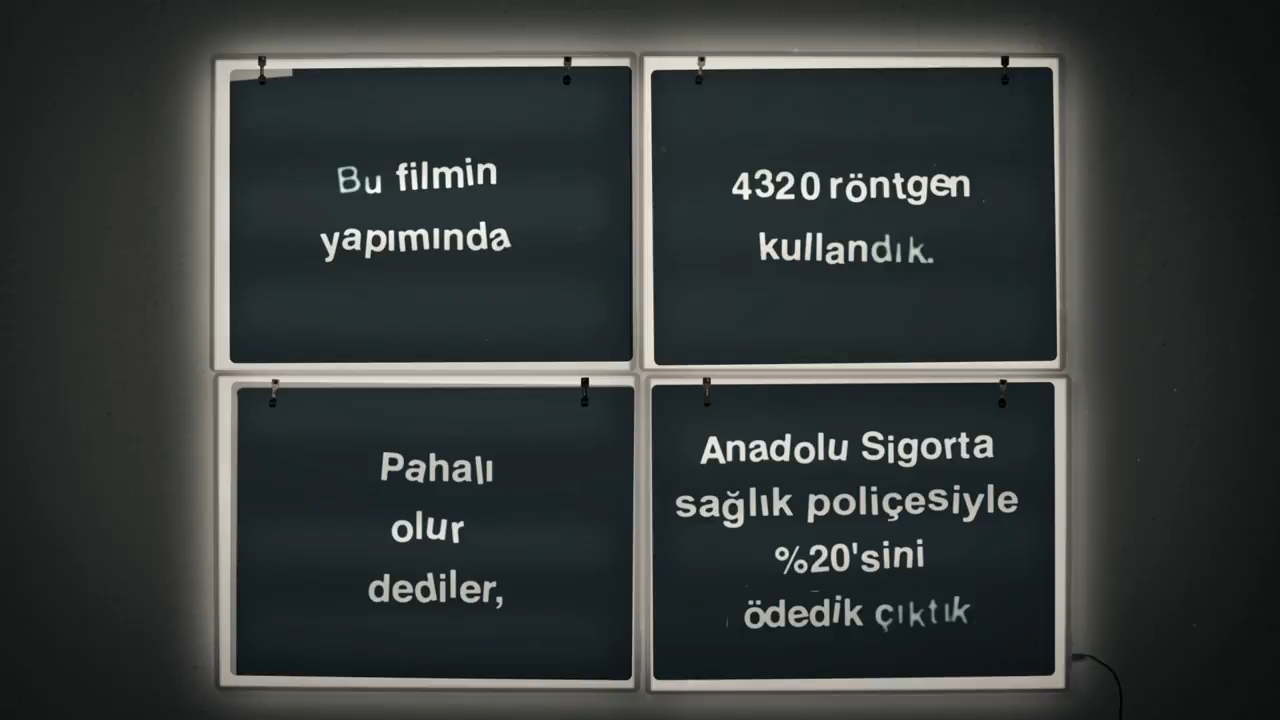 Bu filmin
yapımında
4320 röntgen
kullandık.
Pahalı
olur
dediler,
Anadolu Sigorta
sağlık poliçesiyle
%20'sini
ödedik çıktık